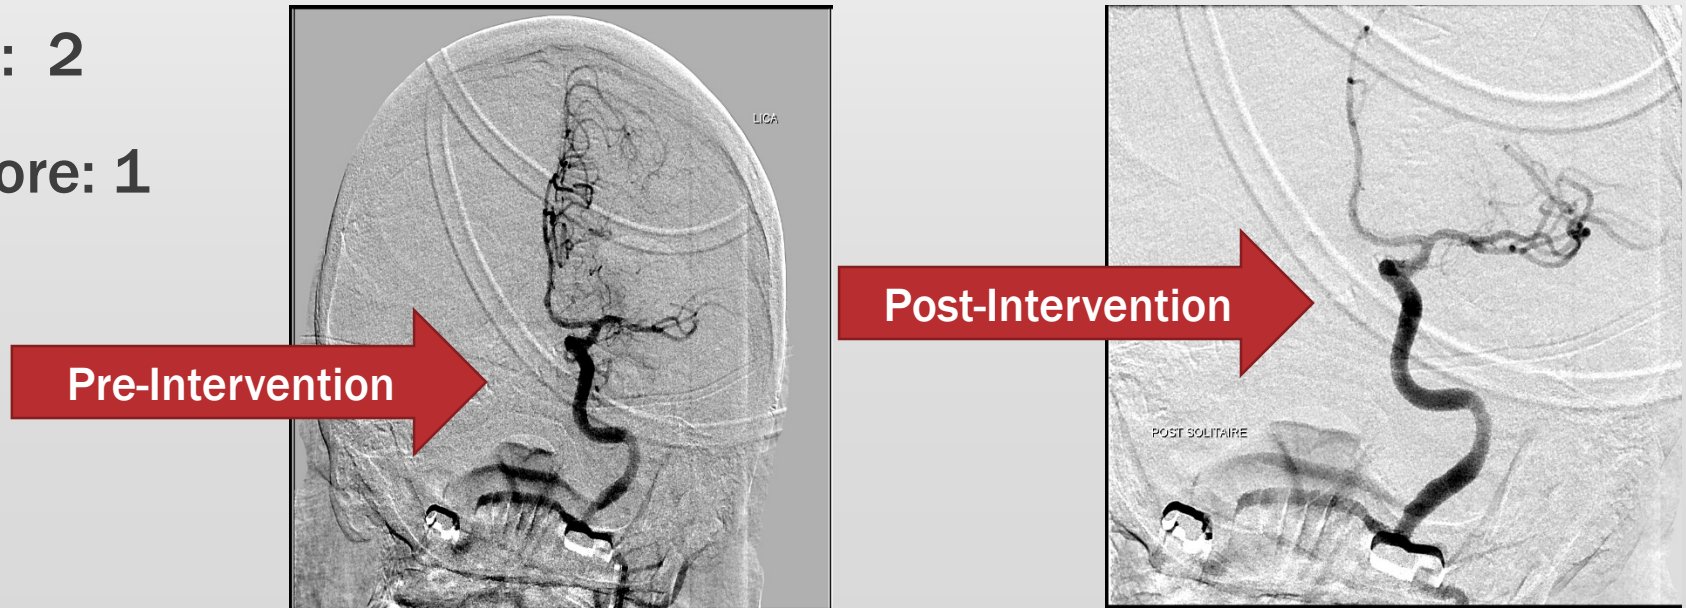 : 2
ore: 1
LICA
Pre-Intervention
Post-Intervention
POST SOLITAIRE